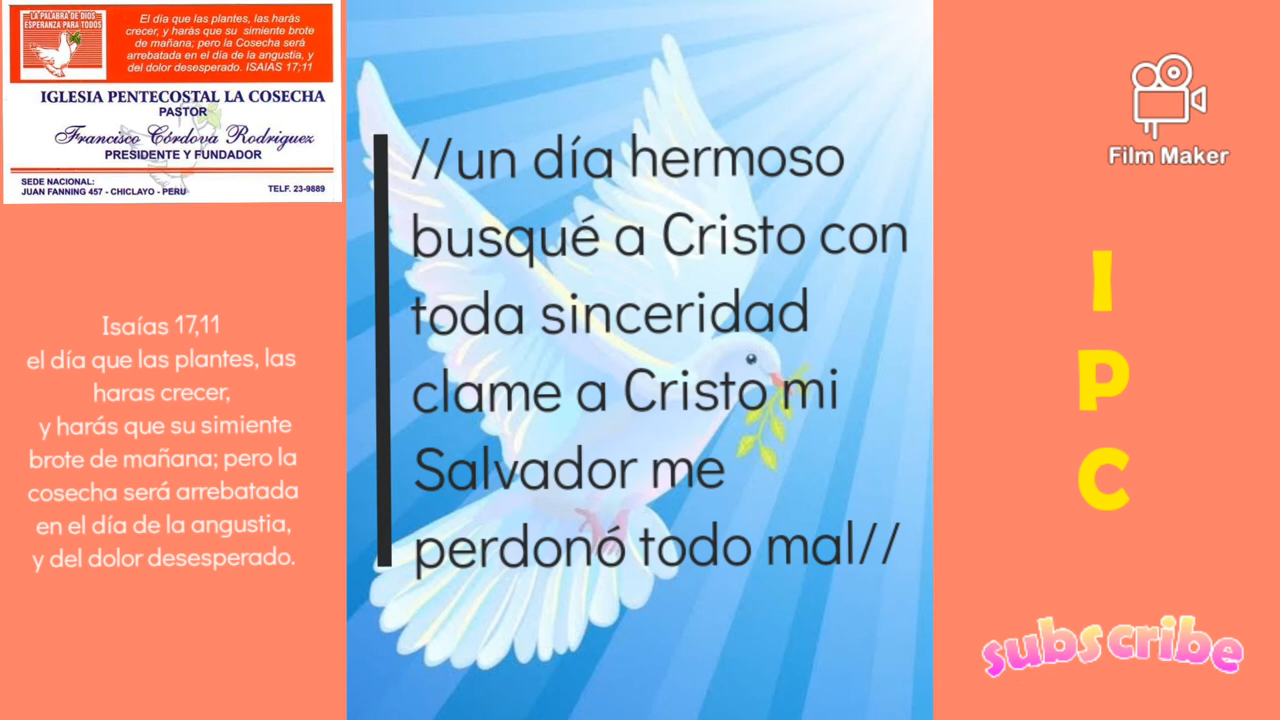 LA PALABRA DE DIOS
ESPERANZA PARA TODOS
El día que las plantes, las harás
crecer, y harás que su simiente brote
de mañana; pero la Cosecha será
arrebatada en el día de la angustia, y
del dolor desesperado. ISAIAS 17;11
IGLESIA PENTECOSTAL LA COSECHA
PASTOR
Francisco Córdova Rodriguez
PRESIDENTE Y FUNDADOR
SEDE NACIONAL:
JUAN FANNING 457 - CHICLAYO - PERU
TELF. 23-9889
Isaías 17,11
el día que las plantes, las
haras crecer,
y harás que su simiente
brote de mañana; pero la
cosecha será arrebatada
en el día de la angustia,
y del dolor desesperado.
//un día hermoso
busqué a Cristo con
toda sinceridad
clame a Cristo mi
Salvador me
perdonó todo mal//
Film Maker
I
P
C
subscribe